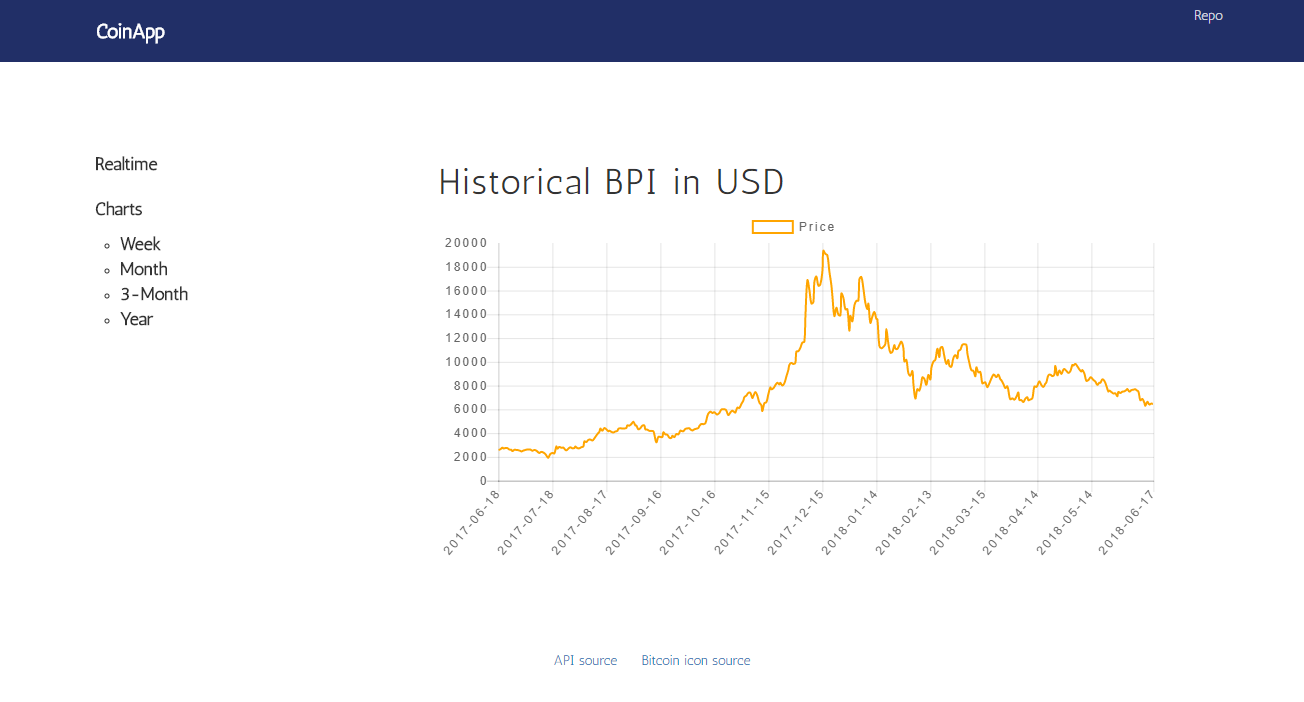 CoinApp
Repo
Realtime
Charts
Week
Month
3-Month
Year
Historical BPI in USD
Price
20000
18000
16000
14000
12000
10000
8000
6000
4000
2000
0
2017-06-18
2017-07-18
2017-08-17
2017-09-16
2017-10-16
2017-11-15
2017-12-15
2018-01-14
2018-02-13
2018-03-15
2018-04-14
2018-05-14
2018-06-17
API source
Bitcoin icon source